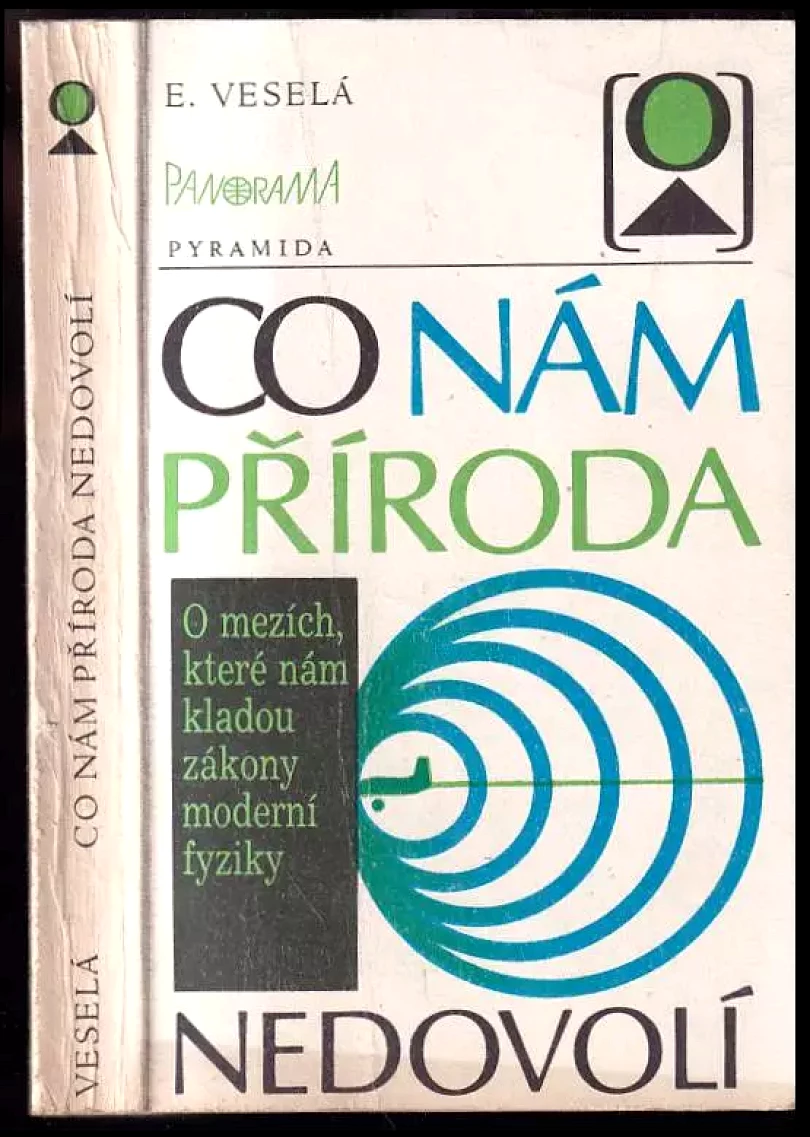 E. VESELÁ
PANORAMA
PYRAMIDA
CO NÁM
PŘÍRODA
O mezích,
které nám
kladou
zákony
moderní
fyziky
NEDOVOLÍ
VESELÁ CO NÁM PŘÍRODA NEDOVOLÍ